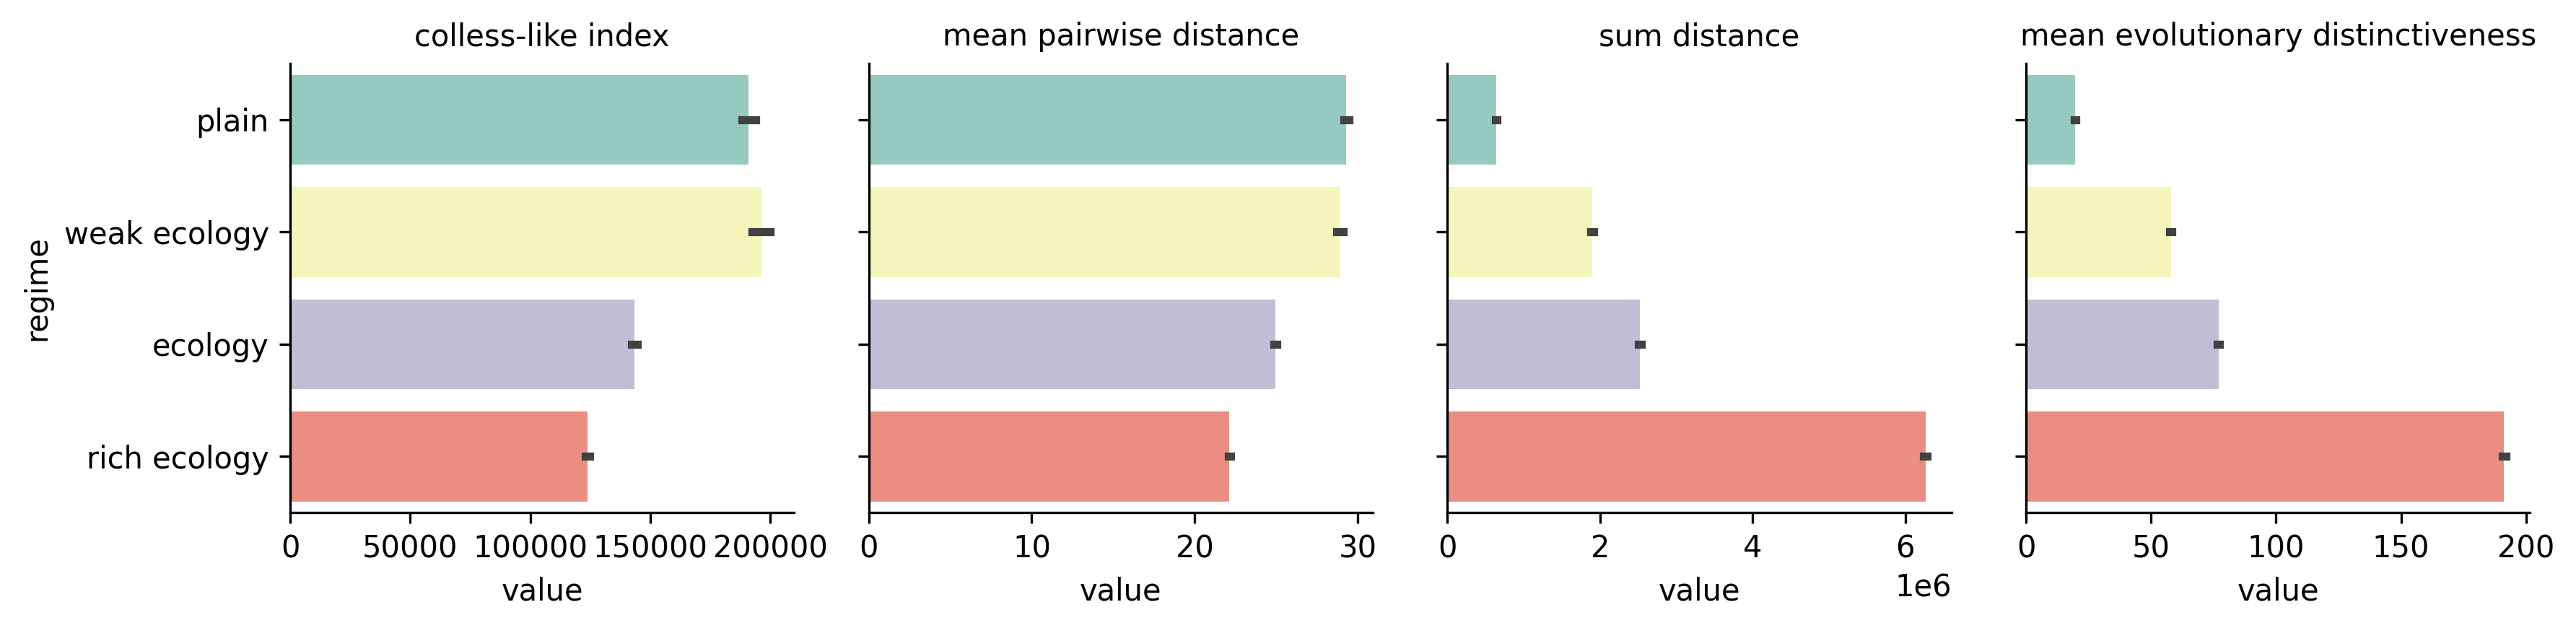 colless-like index
mean pairwise distance
sum distance
mean evolutionary distinctiveness
regime
plain
weak ecology
ecology
rich ecology
0 50000 100000 150000 200000
value
0 10 20 30
value
0 2 4 6
1e6
value
0 50 100 150 200
value